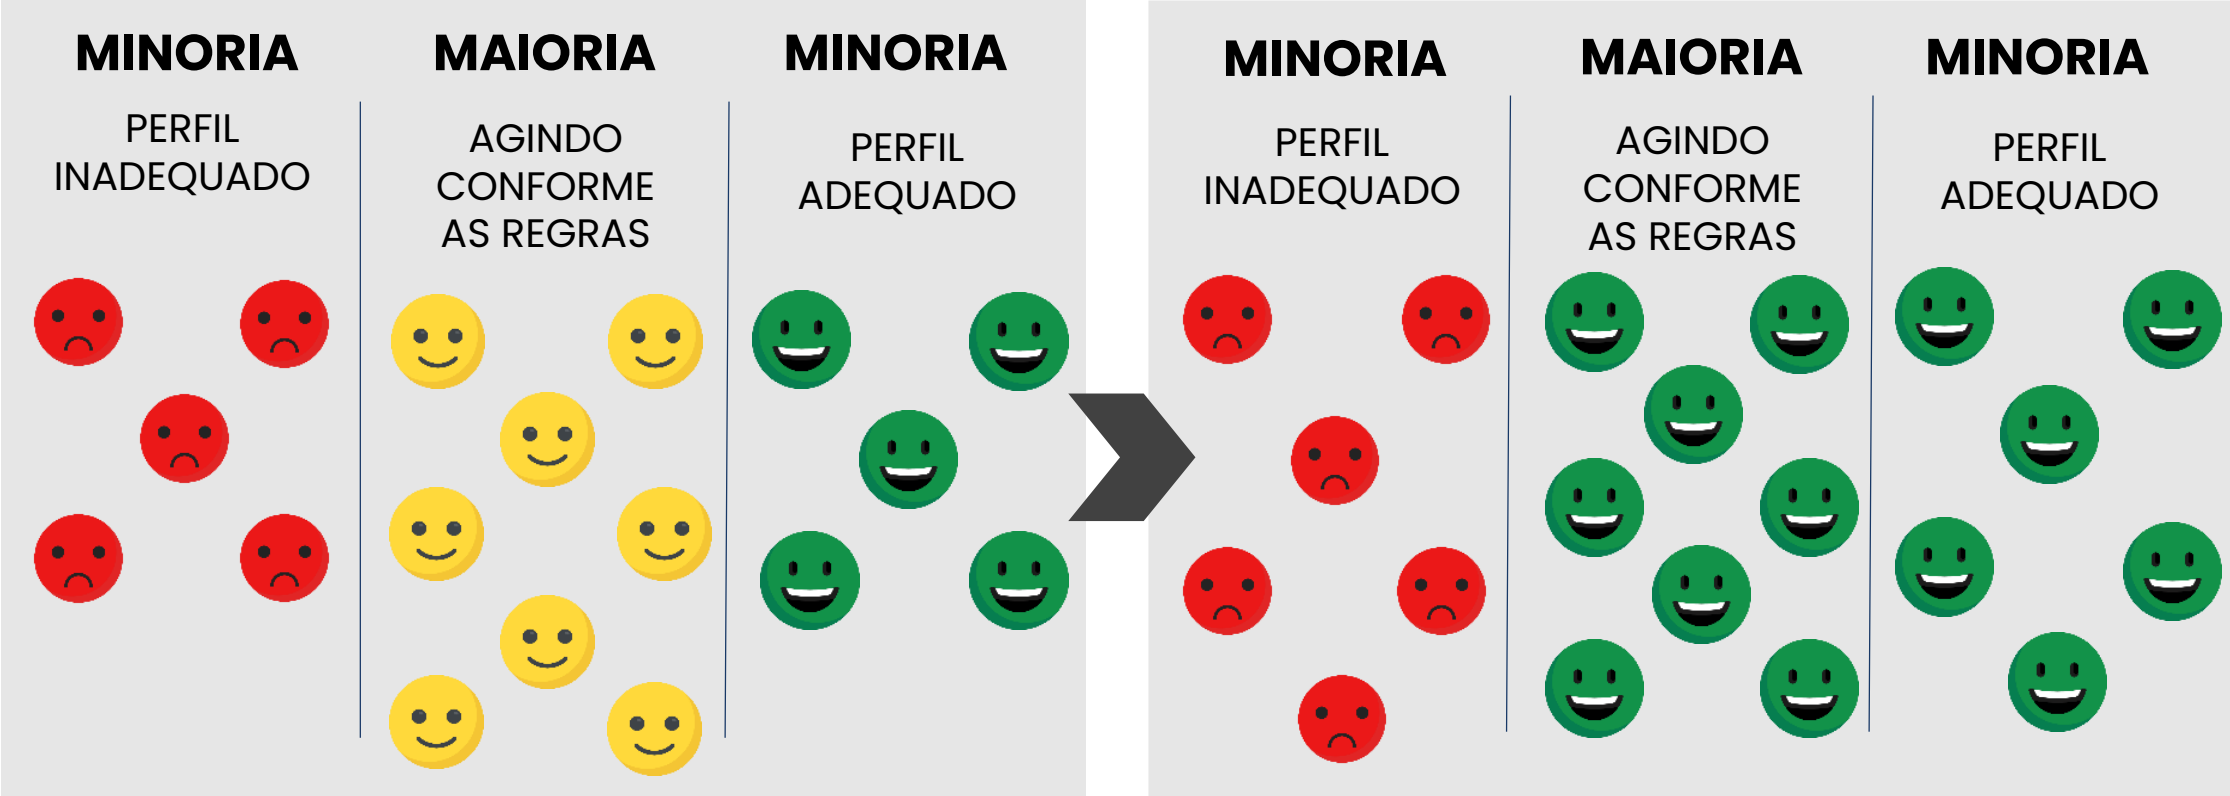 MINORIA
PERFIL
INADEQUADO
MAIORIA
AGINDO
CONFORME
AS REGRAS
MINORIA
PERFIL
ADEQUADO
MINORIA
PERFIL
INADEQUADO
MAIORIA
AGINDO
CONFORME
AS REGRAS
MINORIA
PERFIL
ADEQUADO